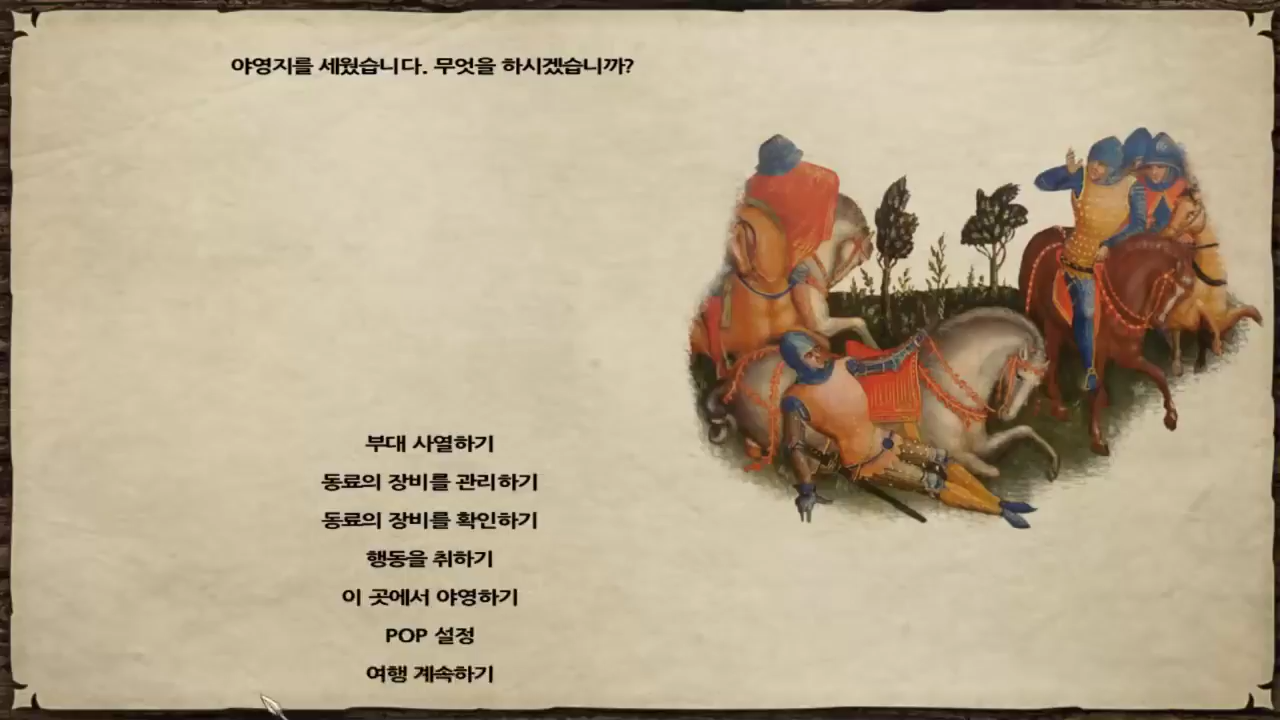 야영지를 세웠습니다. 무엇을 하시겠습니까?
부대 사열하기
동료의 장비를 관리하기
동료의 장비를 확인하기
행동을 취하기
이 곳에서 야영하기
POP 설정
여행 계속하기